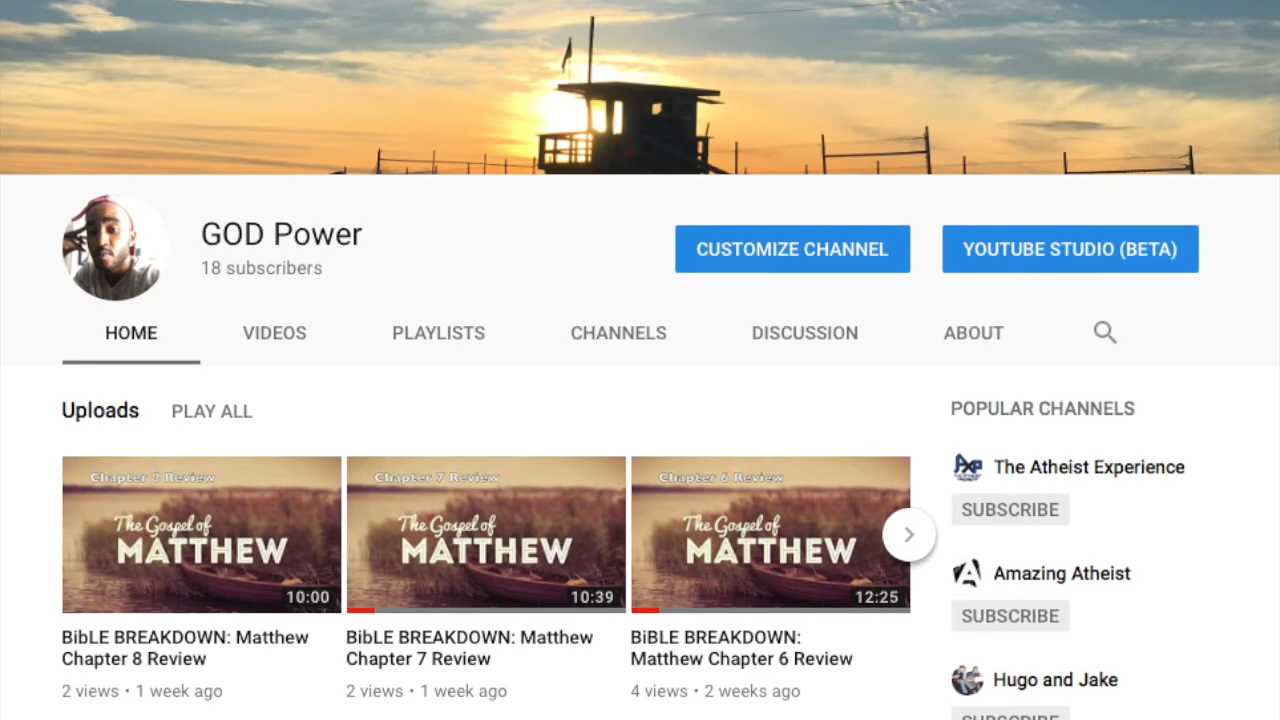 GOD Power
18 subscribers
CUSTOMIZE CHANNEL
YOUTUBE STUDIO (BETA)
HOME
VIDEOS
PLAYLISTS
CHANNELS
DISCUSSION
ABOUT
Uploads
PLAY ALL
Chapter 8 Review
The Gospel of
MATTHEW
10:00
BibLE BREAKDOWN: Matthew
Chapter 8 Review
2 views • 1 week ago
Chapter 7 Review
The Gospel of
MATTHEW
10:39
BibLE BREAKDOWN: Matthew
Chapter 7 Review
2 views • 1 week ago
Chapter 6 Review
The Gospel of
MATTHEW
12:25
BiBLE BREAKDOWN:
Matthew Chapter 6 Review
4 views • 2 weeks ago
POPULAR CHANNELS
The Atheist Experience
SUBSCRIBE
Amazing Atheist
SUBSCRIBE
Hugo and Jake
SUBSCRIBE